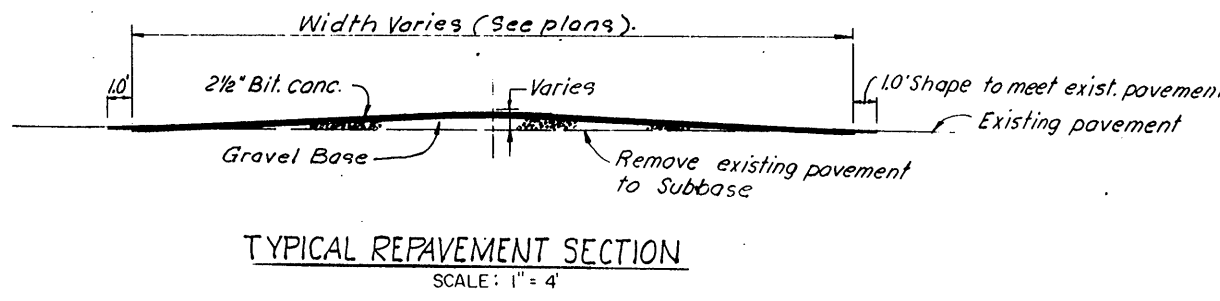 Width Varies (See plans).
1.0'
2½" Bit. conc.
Varies
1.0' Shape to meet exist. pavement
Existing pavement
Gravel Base
Remove existing pavement
to Subbase
TYPICAL REPAVEMENT SECTION
SCALE: 1" = 4'